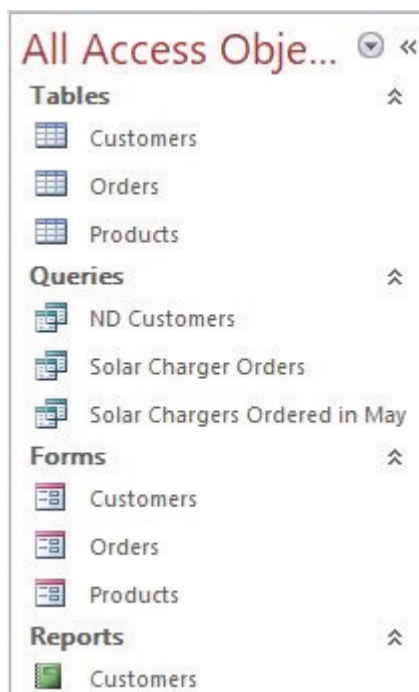 All Access Obje...
Tables
Customers
Orders
Products
Queries
ND Customers
Solar Charger Orders
Solar Chargers Ordered in May
Forms
Customers
Orders
Products
Reports
Customers